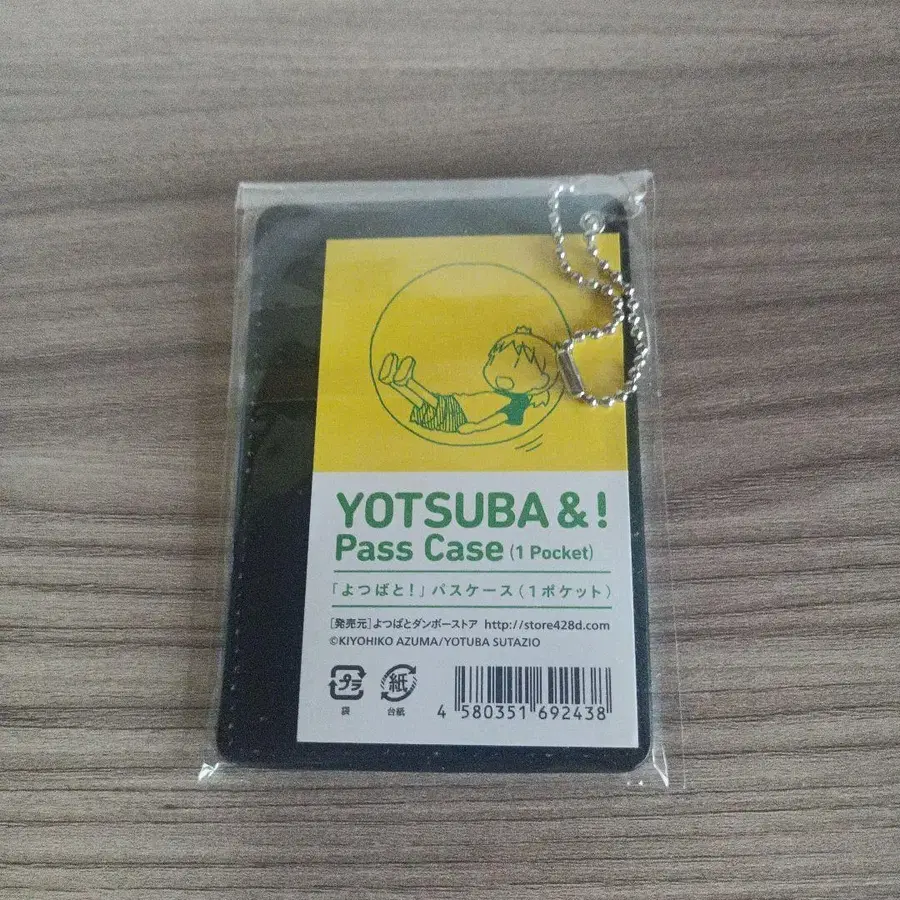 YOTSUBA&!
Pass Case (1 Pocket)
「よつばと!」パスケース(1ポケット)
[発売元]よつばとダンボーストア http://store428d.com
©KIYOHIKO AZUMA/YOTUBA SUTAZIO
プラ
紙
袋
台紙
4 580351 692438